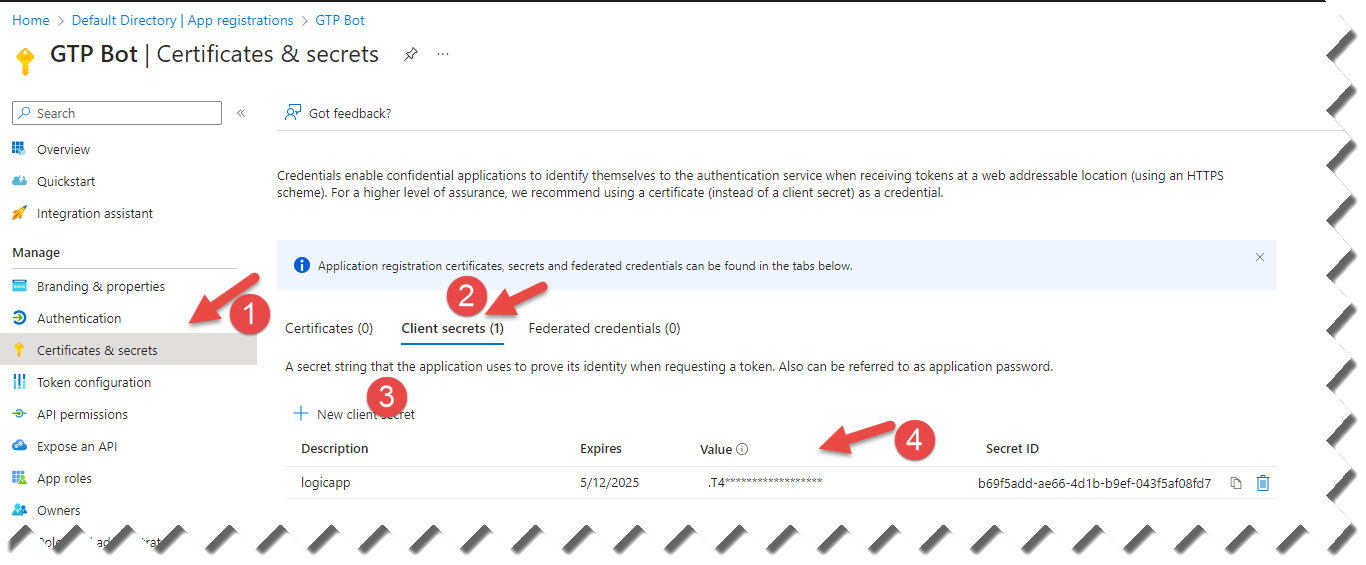 Home > Default Directory | App registrations > GTP Bot
GTP Bot | Certificates & secrets
Search
«
Got feedback?
Overview
Quickstart
Integration assistant
Manage
Branding & properties
Authentication
Certificates & secrets
Token configuration
API permissions
Expose an API
App roles
Owners
Credentials enable confidential applications to identify themselves to the authentication service when receiving tokens at a web addressable location (using an HTTPS
scheme). For a higher level of assurance, we recommend using a certificate (instead of a client secret) as a credential.
Application registration certificates, secrets and federated credentials can be found in the tabs below.
1
2
Certificates (0) Client secrets (1) Federated credentials (0)
A secret string that the application uses to prove its identity when requesting a token. Also can be referred to as application password.
3
New client secret
4
Description Expires Value Secret ID
logicapp 5/12/2025 .T4****************** b69f5add-ae66-4d1b-b9ef-043f5af08fd7